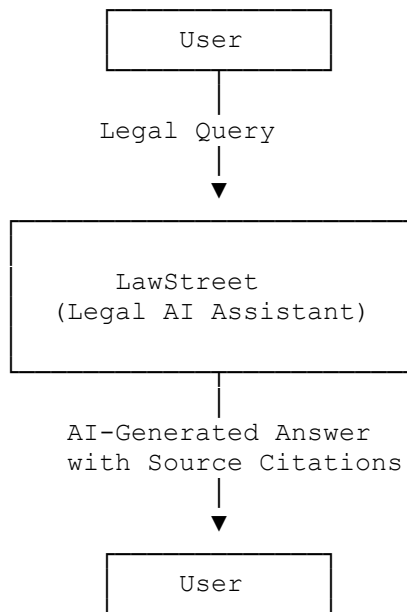 User
Legal Query
LawStreet
(Legal AI Assistant)
AI-Generated Answer
with Source Citations
User